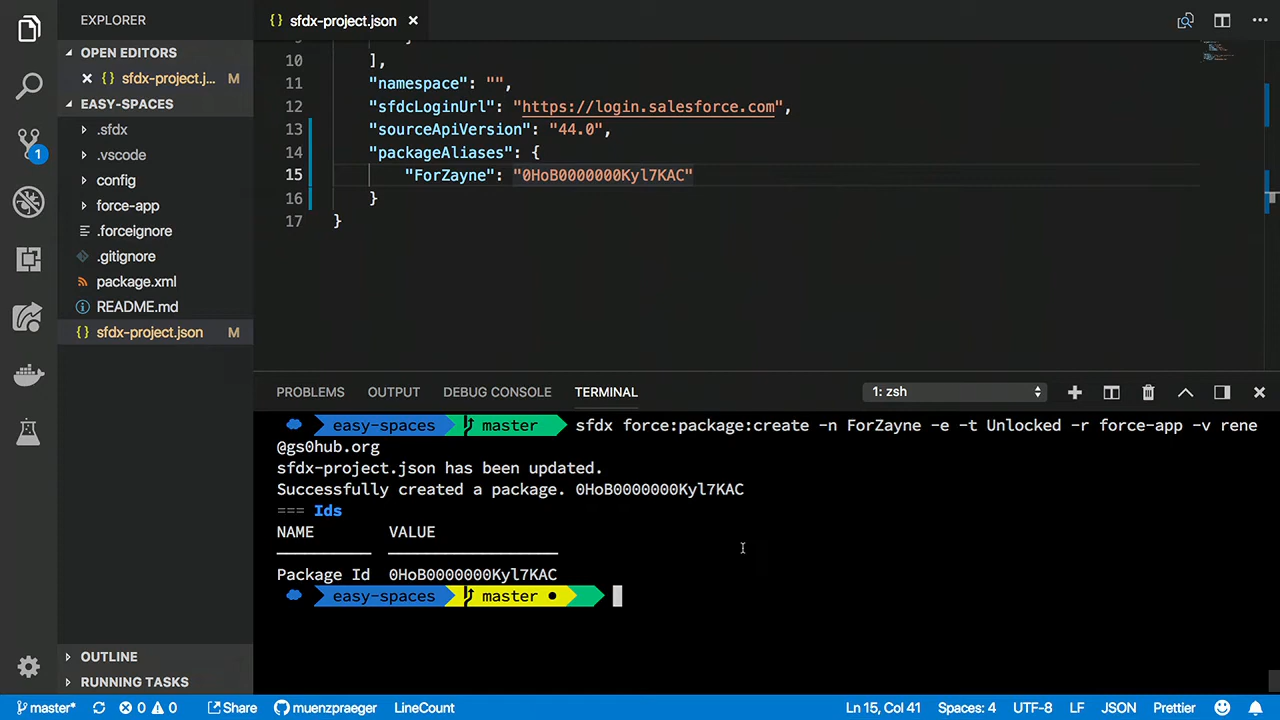 EXPLORER
OPEN EDITORS
sfdx-project.j... M
EASY-SPACES
.sfdx
.vscode
config
force-app
.forceignore
.gitignore
package.xml
README.md
sfdx-project.json M
OUTLINE
RUNNING TASKS
1
{} sfdx-project.json
10 ],
11 "namespace": "",
12 "sfdcLoginUrl": "https://login.salesforce.com",
13 "sourceApiVersion": "44.0",
14 "packageAliases": {
15 "ForZayne": "0HoB0000000Kyl7KAC"
16 }
17 }
PROBLEMS OUTPUT DEBUG CONSOLE TERMINAL 1: zsh
easy-spaces master sfdx force:package:create -n ForZayne -e -t Unlocked -r force-app -v rene
@gs0hub.org
sfdx-project.json has been updated.
Successfully created a package. 0HoB0000000Kyl7KAC
=== Ids
NAME VALUE
Package Id 0HoB0000000Kyl7KAC
easy-spaces master ●
master* 0 0 Share muenzpraeger LineCount Ln 15, Col 41 Spaces: 4 UTF-8 LF JSON Prettier